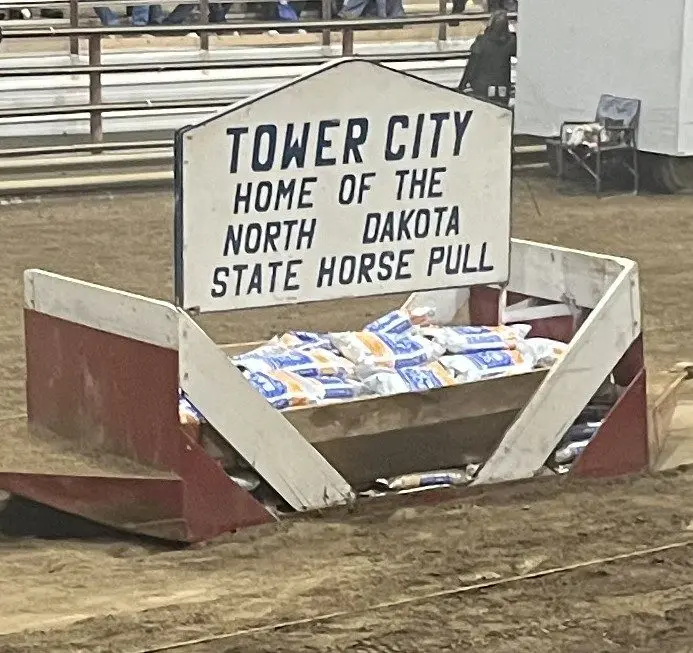 TOWER CITY
HOME OF THE
NORTH DAKOTA
STATE HORSE PULL